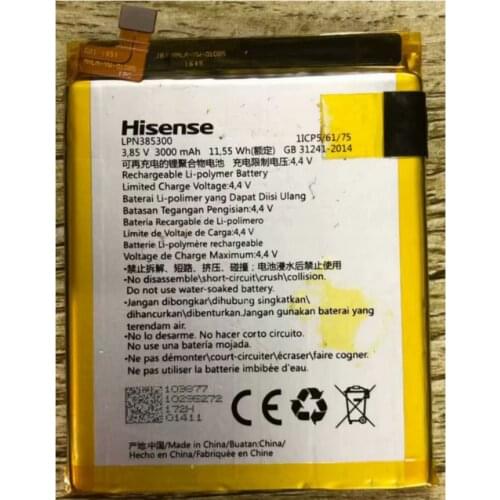 1649
Hisense
LPN385300
1ICP5/61/75
3,85 V 3000 mAh 11,55 Wh(额定) GB 31241-2014
可再充电的锂聚合物电池 充电限制电压:4,4 V
Rechargeable Li-polymer Battery
Limited Charge Voltage:4,4 V
Baterai Li-polimer yang Dapat Diisi Ulang
Batasan Tegangan Pengisian:4,4 V
Bateria Recargable de Li-polimero
Limite de Voltaje de Carga:4,4 V
Batterie Li-polymère rechargeable
Voltage de Charge Maximum:4,4 V
•禁止拆解、短路、挤压、碰撞；电池浸水后禁用！
•No disassemble\short-circuit\crush\collision.
Do not use water-soaked battery.
•Jangan dibongkar\dihubung singkatkan\
dihancurkan\dibenturkan.Jangan gunakan baterai yang
terendam air.
•No lo desarme. No hacer corto circuito.
No use una batería mojada.
•Ne pas démonter\court-circuiter\écraser\faire cogner.
Ne pas utiliser une batterie imbibée d'eau!
103877
10295272
172H
01411
CE
中国制造/Made in China/Buatan:China/
Hecho en China/Fabriquée en Chine